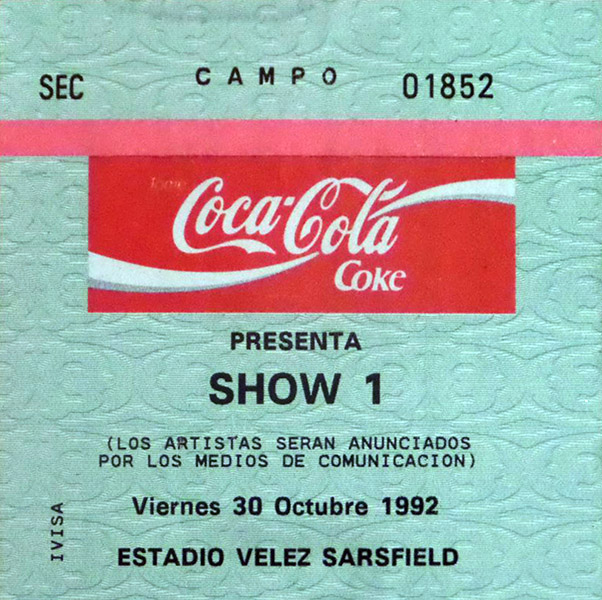 SEC CAMPO 01852
Tome
Coca-Cola
Coke
PRESENTA
SHOW 1
(LOS ARTISTAS SERAN ANUNCIADOS
POR LOS MEDIOS DE COMUNICACION)
Viernes 30 Octubre 1992
IVISA
ESTADIO VELEZ SARSFIELD